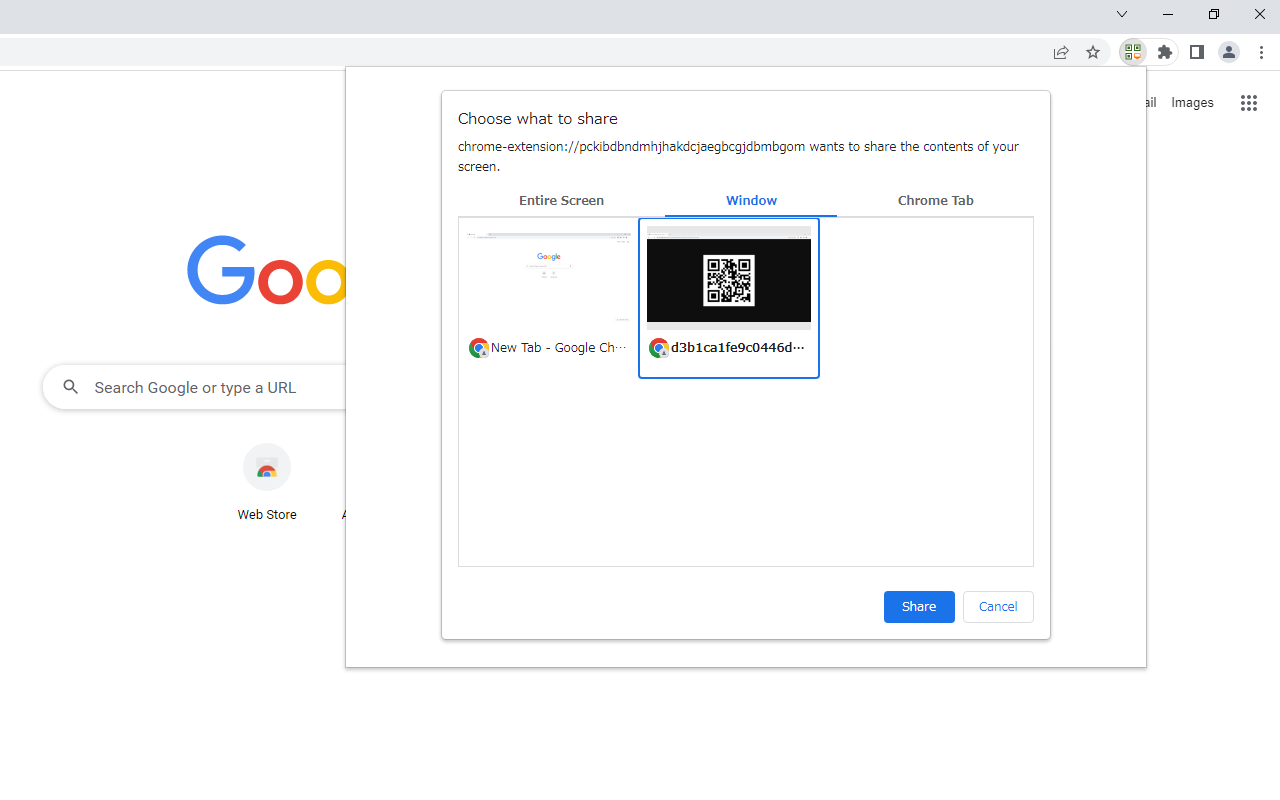 ail Images
Choose what to share
chrome-extension://pckibdbndmhjhakdcjaegbcgjdbmbgom wants to share the contents of your
screen.
Entire Screen Window Chrome Tab
Google
New Tab - Google Ch...
d3b1ca1fe9c0446d...
Goo
Search Google or type a URL
Web Store
A
Share Cancel